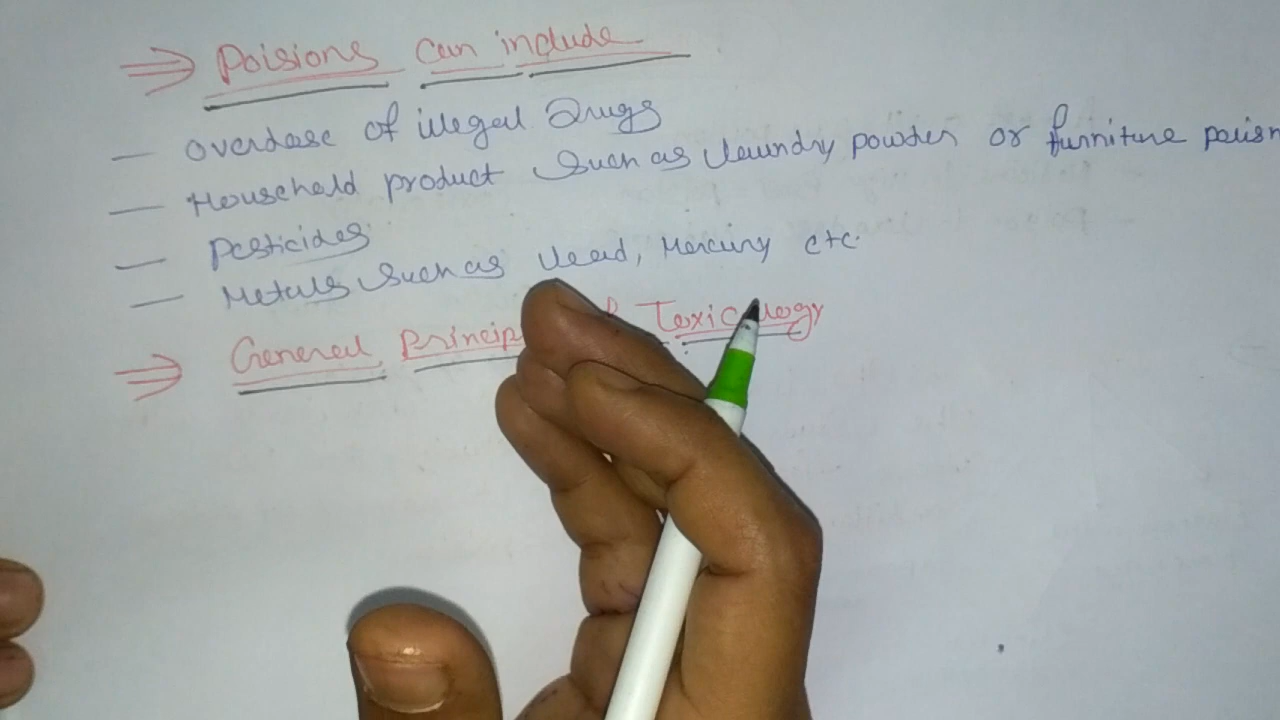 ⇒ Poisions can include
— overdose of illegal Drugs
— Household product such as laundry powder or furniture
— Pesticides
— Metals such as lead, Mercury etc.
⇒ General Toxicology